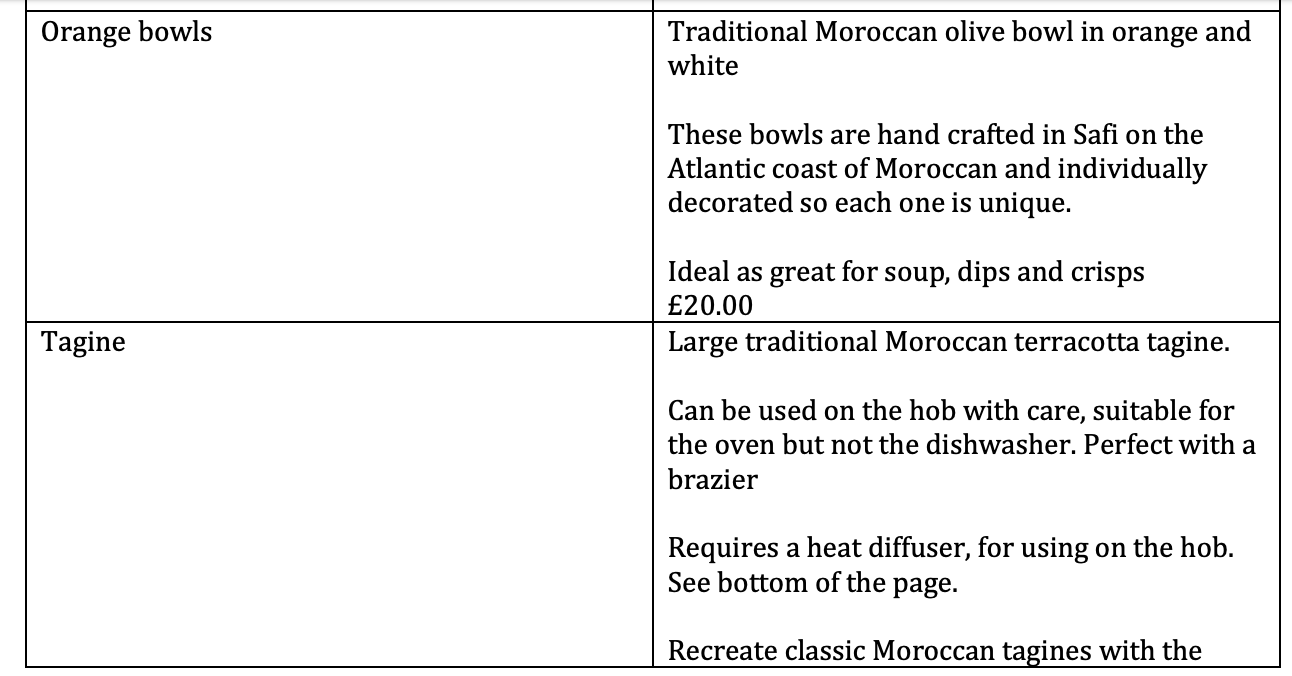 Orange bowls
Traditional Moroccan olive bowl in orange and
white
These bowls are hand crafted in Safi on the
Atlantic coast of Moroccan and individually
decorated so each one is unique.
Ideal as great for soup, dips and crisps
£20.00
Tagine
Large traditional Moroccan terracotta tagine.
Can be used on the hob with care, suitable for
the oven but not the dishwasher. Perfect with a
brazier
Requires a heat diffuser, for using on the hob.
See bottom of the page.
Recreate classic Moroccan tagines with the